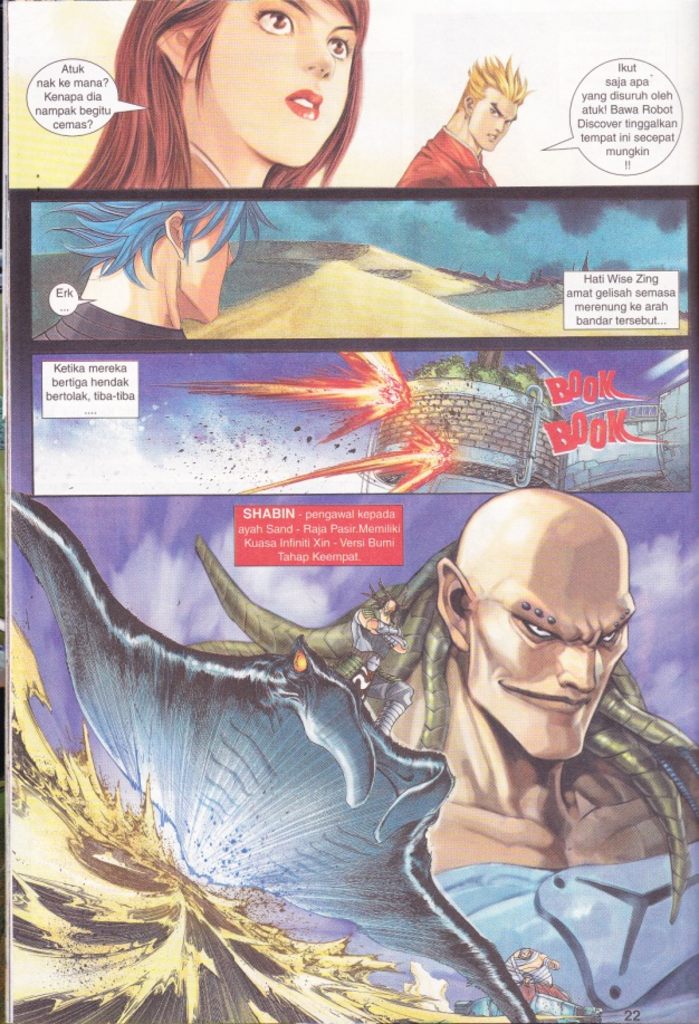 Atuk
nak ke mana?
Kenapa dia
nampak begitu
cemas?
Ikut
saja apa
yang disuruh oleh
atuk! Bawa Robot
Discover tinggalkan
tempat ini secepat
mungkin
!!
Erk
...
Hati Wise Zing
amat gelisah semasa
merenung ke arah
bandar tersebut...
Ketika mereka
bertiga hendak
bertolak, tiba-tiba
....
BOOK
BOOK
SHABIN - pengawal kepada
ayah Sand - Raja Pasir.Memiliki
Kuasa Infiniti Xin - Versi Bumi
Tahap Keempat.
2
22